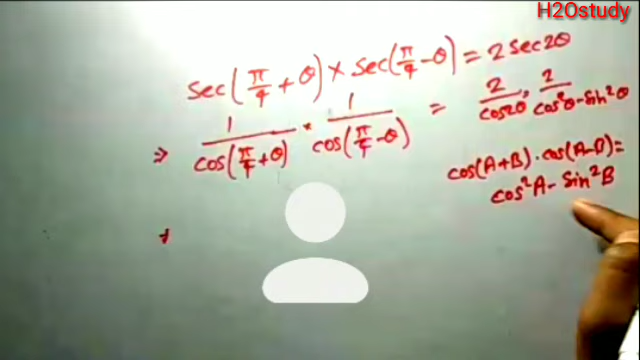 H2Ostudy
sec(π/4 + θ) × sec(π/4 - θ) = 2 sec2θ
⇒ 1/cos(π/4 + θ) · 1/cos(π/4 - θ) = 2/cos2θ, 2/cos²θ - sin²θ
cos(A+B) · cos(A-B) =
cos²A - sin²B